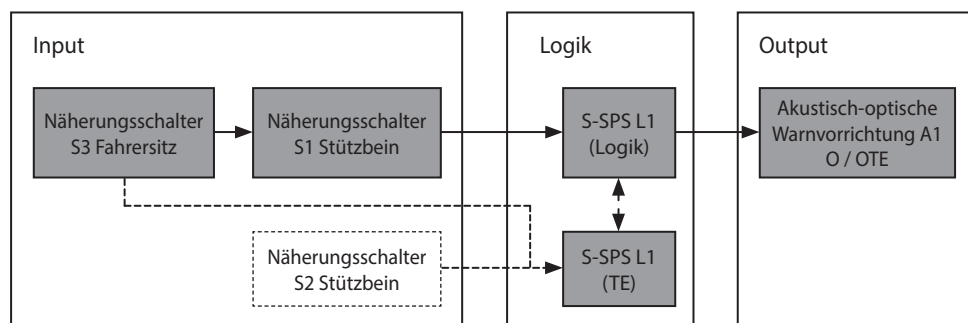 Input
Logik
Output
Näherungsschalter
S3 Fahrersitz
Näherungsschalter
S1 Stützbein
S-SPS L1
(Logik)
Akustisch-optische
Warnvorrichtung A1
O / OTE
Näherungsschalter
S2 Stützbein
S-SPS L1
(TE)